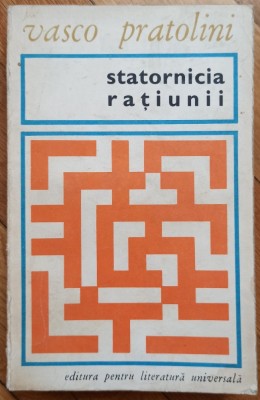 vasco pratolini
statornicia
rațiunii
editura pentru literatură universală